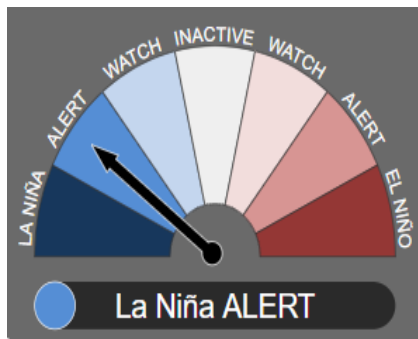 LA NIÑA
ALERT
WATCH
INACTIVE
WATCH
ALERT
EL NIÑO
La Niña ALERT